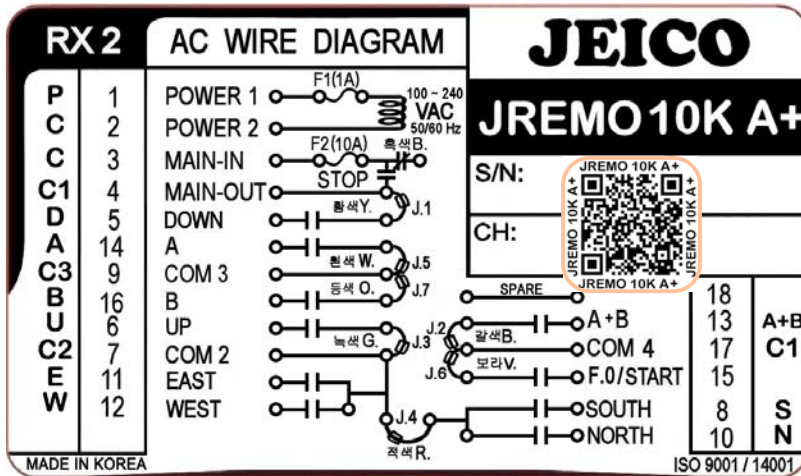 RX 2
AC WIRE DIAGRAM
JEICO
JREMO 10K A+
S/N:
CH:
JREMO 10K A+
JREMO 10K A+
JREMO 10K A+
JREMO 10K A+
P 1 POWER 1 F1(1A) 100 ~ 240
VAC
C 2 POWER 2 50/60 Hz
C 3 MAIN-IN F2(10A) 흑색B.
STOP
C1 4 MAIN-OUT
황색Y. J.1
D 5 DOWN
A 14 A
백색 W. J.5
C3 9 COM 3
등색 O. J.7
B 16 B
U 6 UP
녹색 G. J.3
C2 7 COM 2
E 11 EAST
W 12 WEST
J.4
적색R.
SPARE 18
J.2 A+B 13 A+B
갈색B.
COM 4 17 C1
보라V.
J.6 F.0/START 15
SOUTH 8 S
NORTH 10 N
MADE IN KOREA
ISO 9001 / 14001